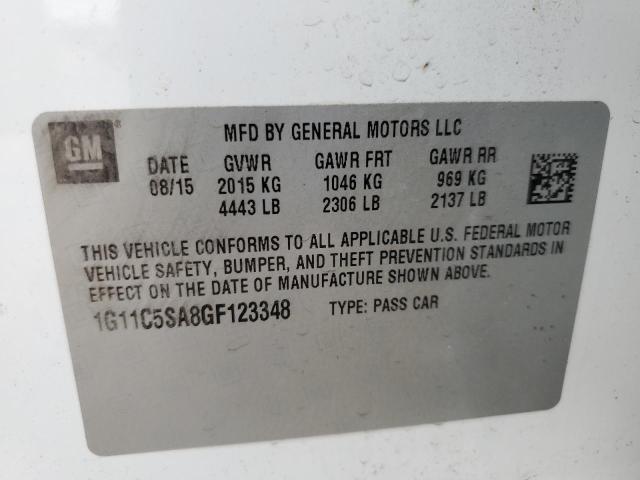 GM®
MFD BY GENERAL MOTORS LLC
DATE GVWR GAWR FRT GAWR RR
08/15 2015 KG 1046 KG 969 KG
4443 LB 2306 LB 2137 LB
THIS VEHICLE CONFORMS TO ALL APPLICABLE U.S. FEDERAL MOTOR
VEHICLE SAFETY, BUMPER, AND THEFT PREVENTION STANDARDS IN
EFFECT ON THE DATE OF MANUFACTURE SHOWN ABOVE.
1G11C5SA8GF123348 TYPE: PASS CAR